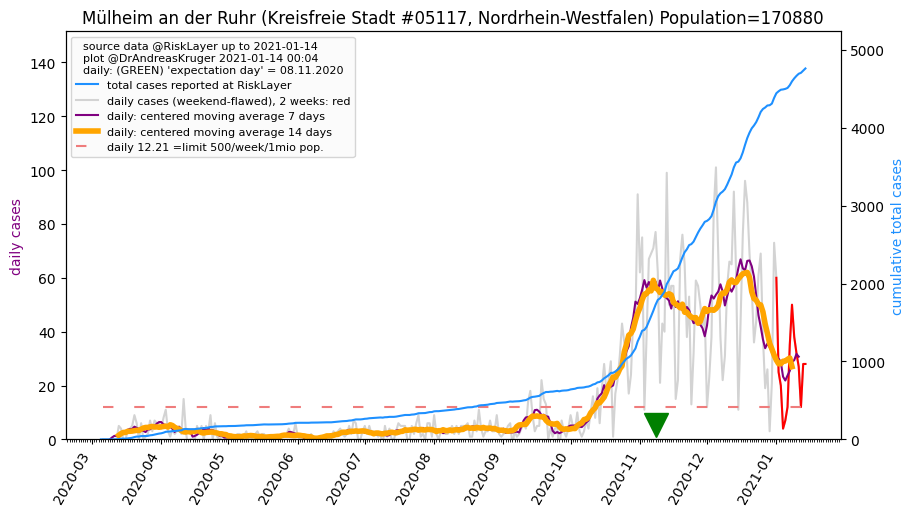 Mülheim an der Ruhr (Kreisfreie Stadt #05117, Nordrhein-Westfalen) Population=170880
source data @RiskLayer up to 2021-01-14
plot @DrAndreasKruger 2021-01-14 00:04
daily: (GREEN) 'expectation day' = 08.11.2020
total cases reported at RiskLayer
daily cases (weekend-flawed), 2 weeks: red
daily: centered moving average 7 days
daily: centered moving average 14 days
daily 12.21 =limit 500/week/1mio pop.
daily cases
140
120
100
80
60
40
20
0
5000
4000
3000
2000
1000
0
cumulative total cases
2020-03
2020-04
2020-05
2020-06
2020-07
2020-08
2020-09
2020-10
2020-11
2020-12
2021-01